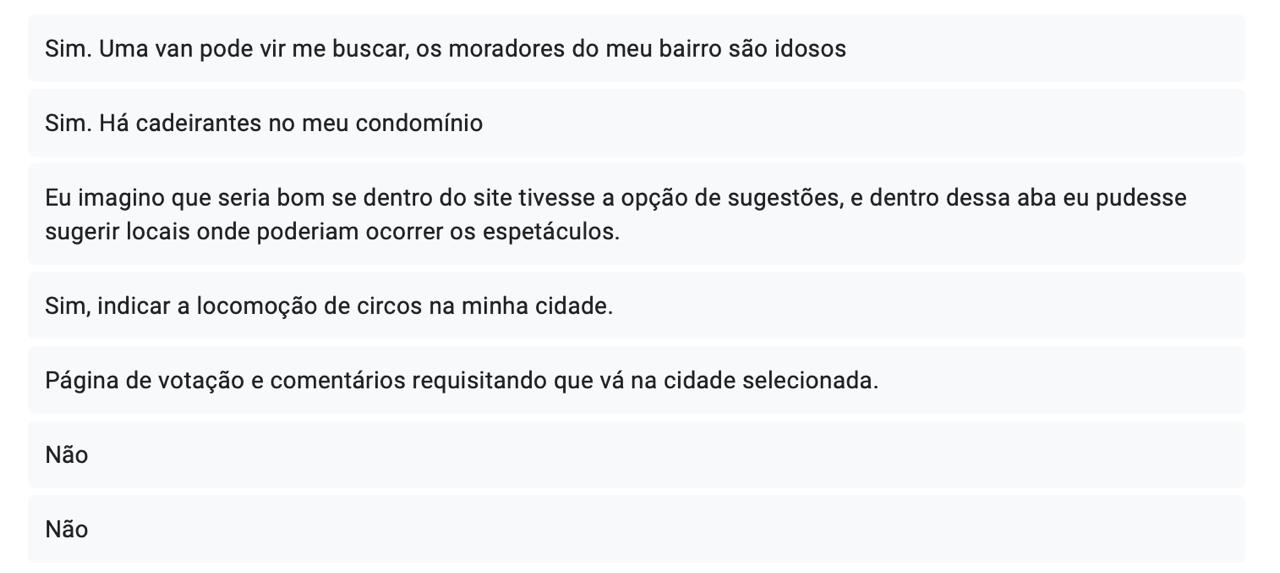 Sim. Uma van pode vir me buscar, os moradores do meu bairro são idosos
Sim. Há cadeirantes no meu condomínio
Eu imagino que seria bom se dentro do site tivesse a opção de sugestões, e dentro dessa aba eu pudesse
sugerir locais onde poderiam ocorrer os espetáculos.
Sim, indicar a locomoção de circos na minha cidade.
Página de votação e comentários requisitando que vá na cidade selecionada.
Não
Não